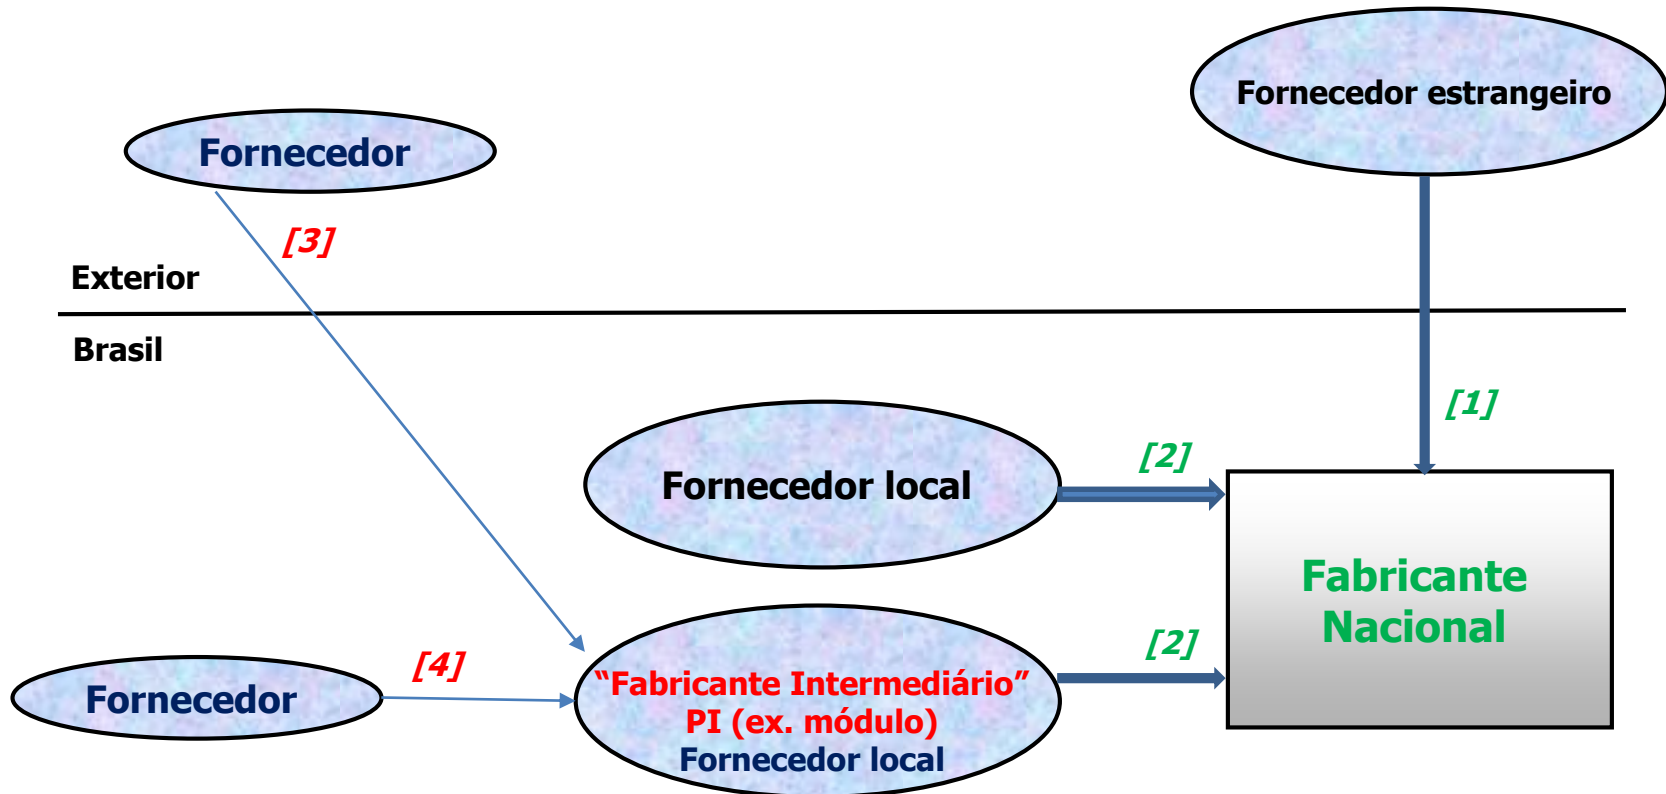 Fornecedor estrangeiro
Fornecedor
[3]
Exterior
Brasil
[1]
Fornecedor local
[2]
Fabricante
Nacional
[2]
[4]
Fornecedor
“Fabricante Intermediário”
PI (ex. módulo)
Fornecedor local